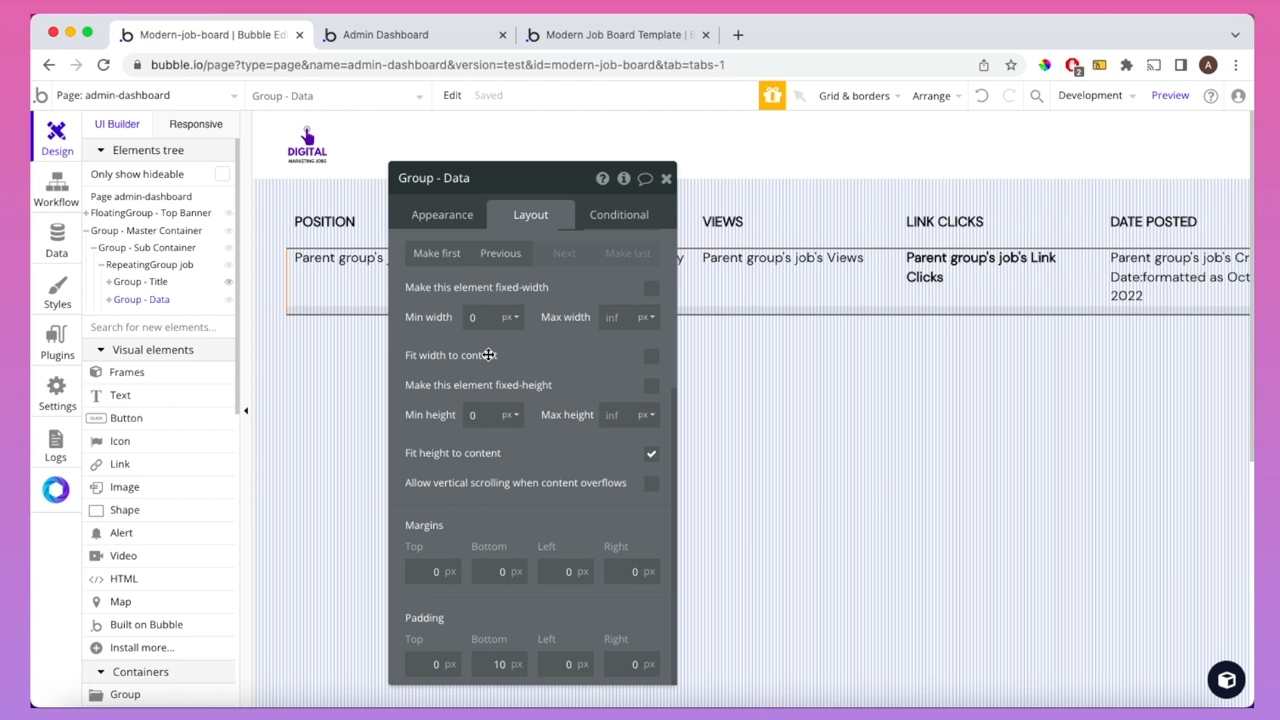 Modern-job-board | Bubble Edi
Admin Dashboard
Modern Job Board Template | B
bubble.io/page?type=page&name=admin-dashboard&version=test&id=modern-job-board&tab=tabs-1
2
A
Page: admin-dashboard
Group - Data
Edit
Saved
Grid & borders
Arrange
Development
Preview
Design
Workflow
Data
Styles
Plugins
Settings
Logs
UI Builder
Responsive
Elements tree
Only show hideable
Page admin-dashboard
FloatingGroup - Top Banner
Group - Master Container
Group - Sub Container
RepeatingGroup job
Group - Title
Group - Data
Search for new elements...
Visual elements
Frames
Text
CLICK
Button
Icon
Link
Image
Shape
Alert
Video
</> HTML
Map
Built on Bubble
Install more...
Containers
Group
DIGITAL
MARKETING JOBS
POSITION
VIEWS
LINK CLICKS
DATE POSTED
Parent group's j
y
Parent group's job's Views
Parent group's job's Link
Clicks
Parent group's job's Cr
Date:formatted as Oct
2022
Group - Data
Appearance
Layout
Conditional
Make first
Previous
Next
Make last
Make this element fixed-width
Min width 0 px
Max width inf px
Fit width to content
Make this element fixed-height
Min height 0 px
Max height inf px
Fit height to content
Allow vertical scrolling when content overflows
Margins
Top Bottom Left Right
0 px 0 px 0 px 0 px
Padding
Top Bottom Left Right
0 px 10 px 0 px 0 px